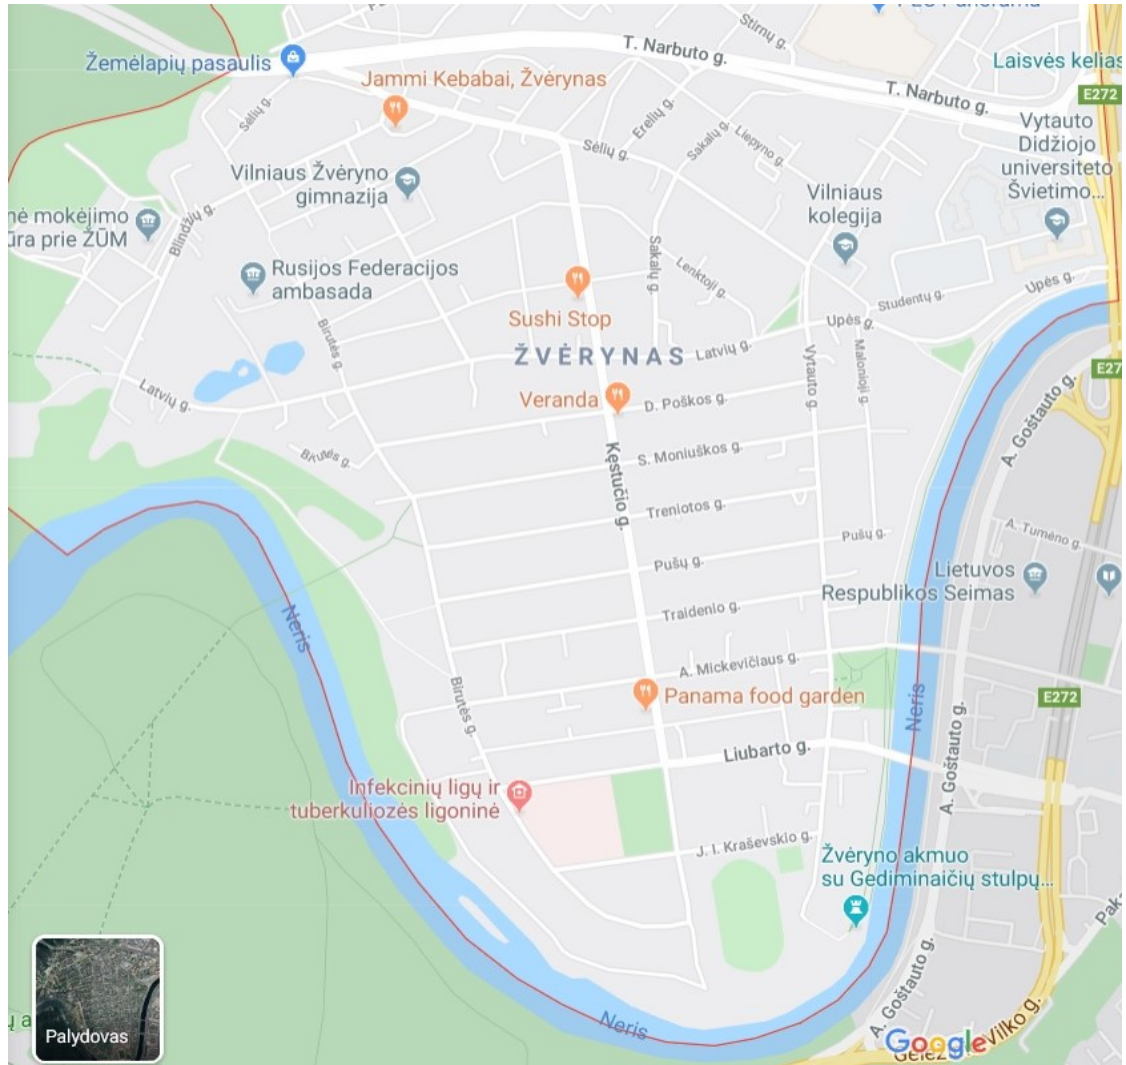 PLC Panorama
Stirnų g.
T. Narbuto g.
Žemėlapių pasaulis
Laisvės kelias
Jammi Kebabai, Žvėrynas
T. Narbuto g.
E272
Sėlių g.
Erelių g.
Sakalų g.
Liepyno g.
Sėlių g.
Vytauto
Didžiojo
universiteto
Švietimo...
Vilniaus Žvėryno
gimnazija
Vilniaus
kolegija
nė mokėjimo
ūra prie ŽŪM
Blindžių g.
Rusijos Federacijos
ambasada
Sakalų g.
Lenktoji g.
Upės g.
Studentų g.
Sushi Stop
Birutės g.
Upės g.
ŽVĖRYNAS
Latvių g.
Vytauto g.
Malonioji g.
E27
Latvių g.
Veranda
D. Poškos g.
A. Goštauto g.
Birutės g.
S. Moniuškos g.
Kęstučio g.
Treniotos g.
A. Tumėno g.
Pušų g.
Pušų g.
Lietuvos
Respublikos Seimas
Neris
Traidenio g.
A. Mickevičiaus g.
Birutės g.
Panama food garden
Neris
E272
Liubarto g.
A. Goštauto g.
Infekcinių ligų ir
tuberkuliozės ligoninė
J. I. Kraševskio g.
Žvėryno akmuo
su Gediminaičių stulpų...
Neris
A. Goštauto g.
Vilko g.
Google
Palydovas